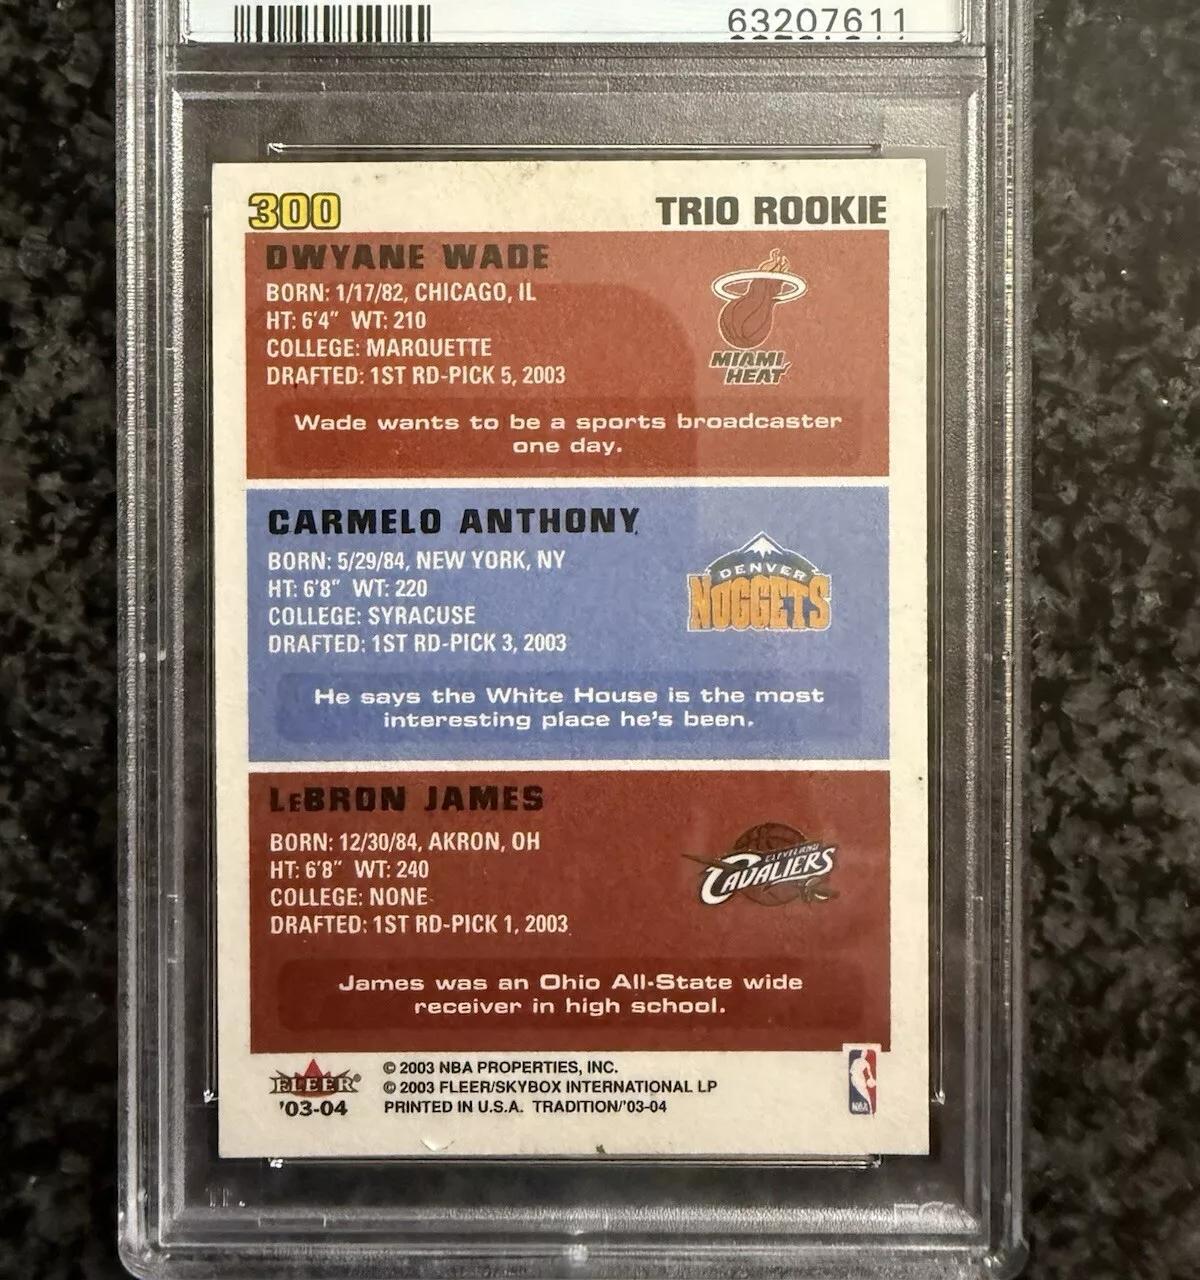 63207611
300
TRIO ROOKIE
DWYANE WADE
BORN: 1/17/82, CHICAGO, IL
HT: 6'4" WT: 210
COLLEGE: MARQUETTE
DRAFTED: 1ST RD-PICK 5, 2003
MIAMI
HEAT
Wade wants to be a sports broadcaster
one day.
CARMELO ANTHONY
BORN: 5/29/84, NEW YORK, NY
HT: 6'8" WT: 220
COLLEGE: SYRACUSE
DRAFTED: 1ST RD-PICK 3, 2003
DENVER
NUGGETS
He says the White House is the most
interesting place he's been.
LeBRON JAMES
BORN: 12/30/84, AKRON, OH
HT: 6'8" WT: 240
COLLEGE: NONE
DRAFTED: 1ST RD-PICK 1, 2003
CLEVELAND
CAVALIERS
James was an Ohio All-State wide
receiver in high school.
FLEER®
'03-04
© 2003 NBA PROPERTIES, INC.
© 2003 FLEER/SKYBOX INTERNATIONAL LP
PRINTED IN U.S.A. TRADITION/'03-04
NBA